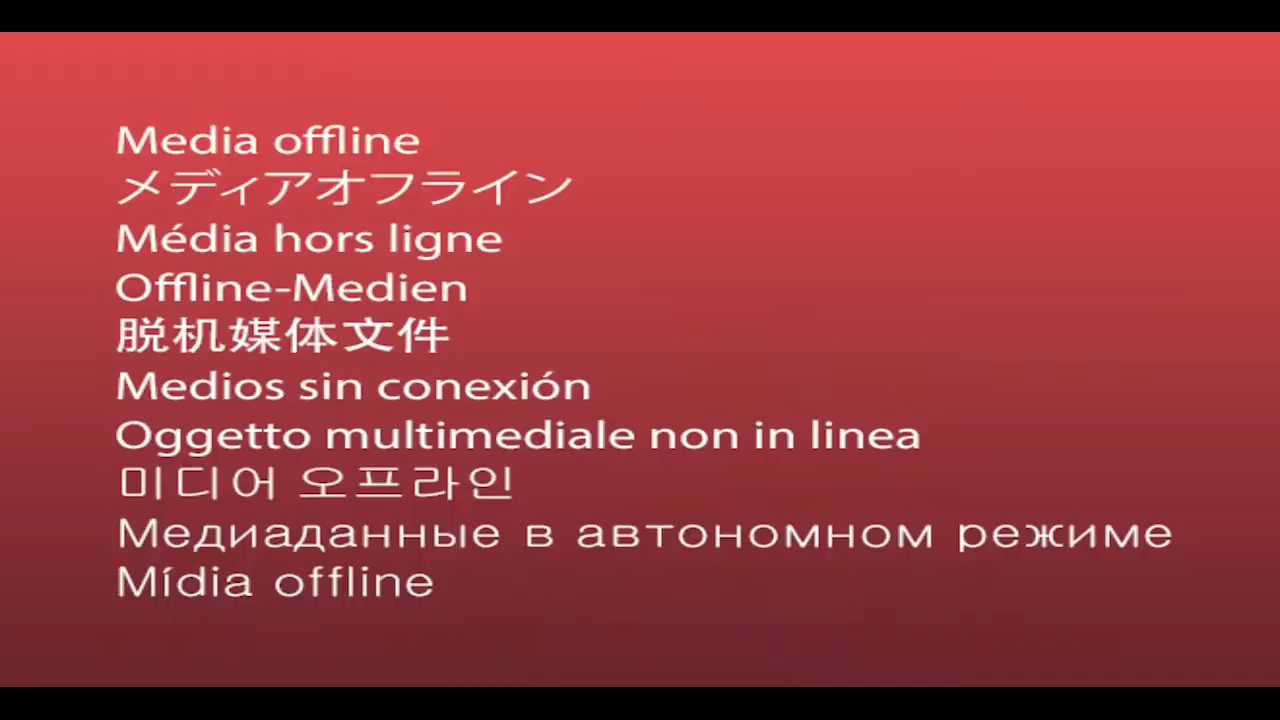 Media offline
メディアオフライン
Média hors ligne
Offline-Medien
脱机媒体文件
Medios sin conexión
Oggetto multimediale non in linea
미디어 오프라인
Медиаданные в автономном режиме
Mídia offline